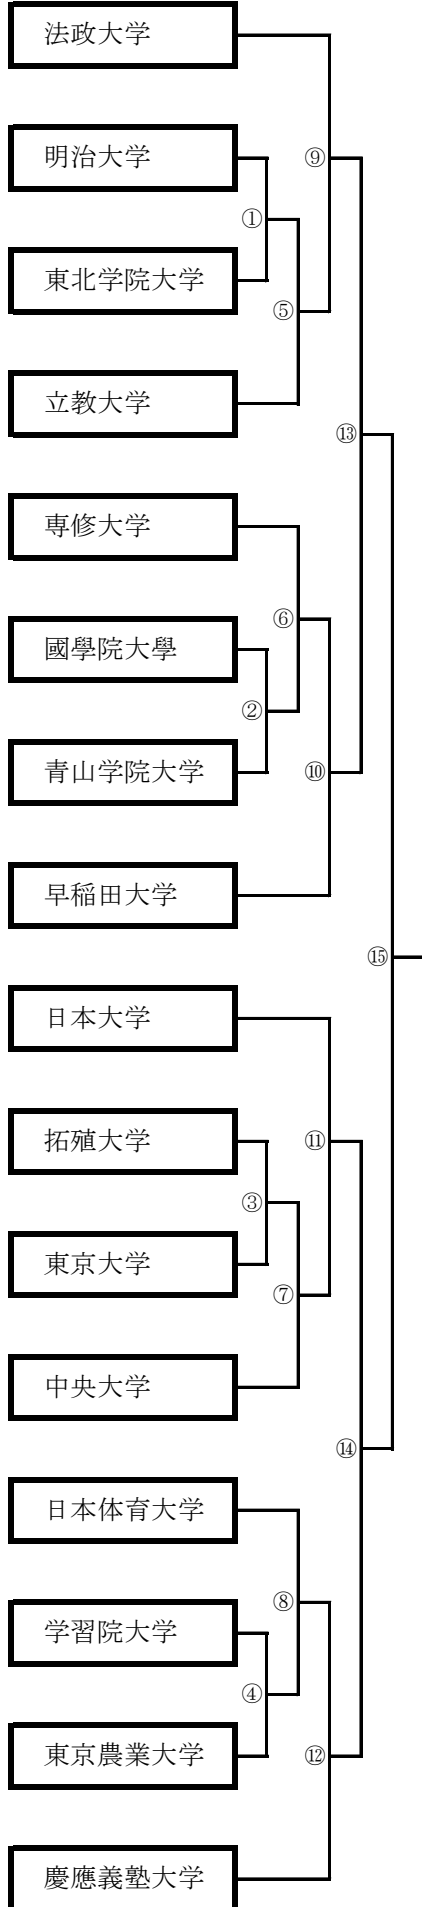 法政大学
明治大学
⑨
①
東北学院大学
⑤
立教大学
⑬
専修大学
⑥
國學院大學
②
青山学院大学
⑩
早稲田大学
⑮
日本大学
拓殖大学
⑪
③
東京大学
⑦
中央大学
⑭
日本体育大学
⑧
学習院大学
④
東京農業大学
⑫
慶應義塾大学